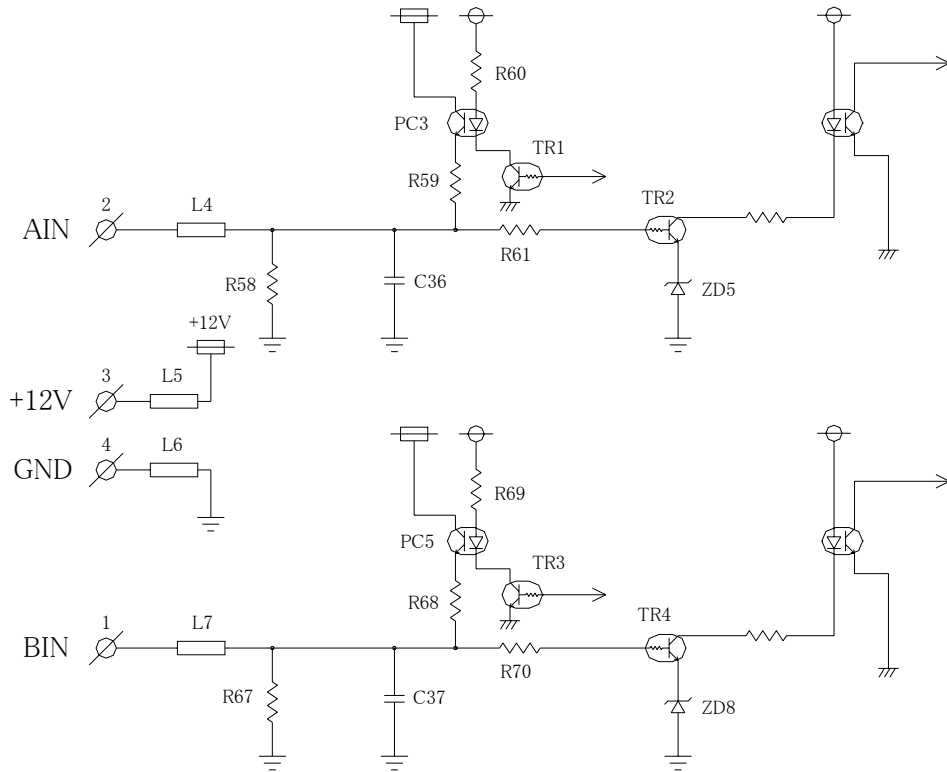 R60
PC3
TR1
R59
2
L4
TR2
AIN
R61
R58
C36
ZD5
+12V
3
L5
+12V
4
L6
GND
R69
PC5
TR3
R68
1
L7
TR4
BIN
R70
R67
C37
ZD8